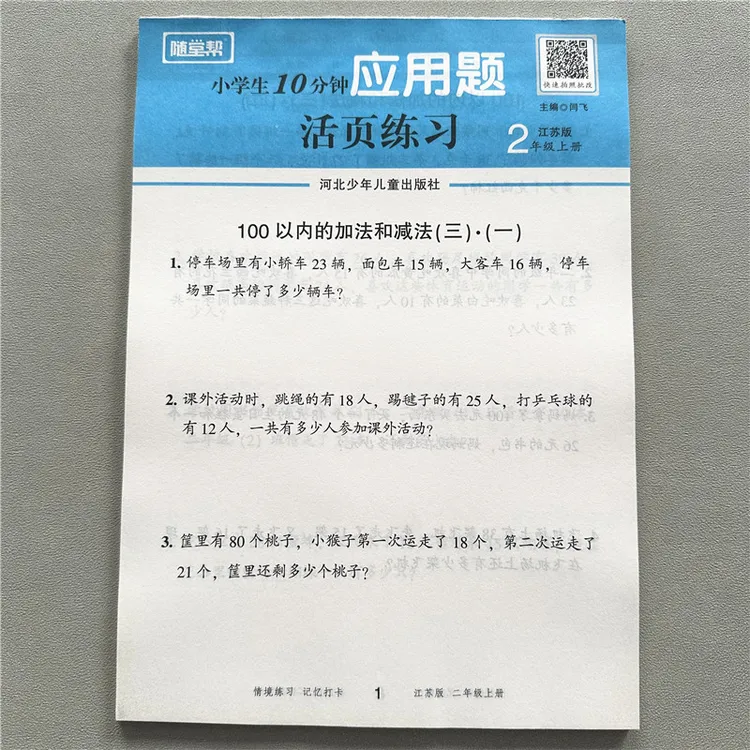 随堂帮
小学生10分钟应用题
快速拍照批改
主编◎闫飞
活页练习
2年级上册
江苏版
河北少年儿童出版社
100以内的加法和减法(三)·(一)
1. 停车场里有小轿车23辆，面包车15辆，大客车16辆，停车
场里一共停了多少辆车？
2. 课外活动时，跳绳的有18人，踢毽子的有25人，打乒乓球的
有12人，一共有多少人参加课外活动？
3. 筐里有80个桃子，小猴子第一次运走了18个，第二次运走了
21个，筐里还剩多少个桃子？
情境练习 记忆打卡 1 江苏版 二年级上册